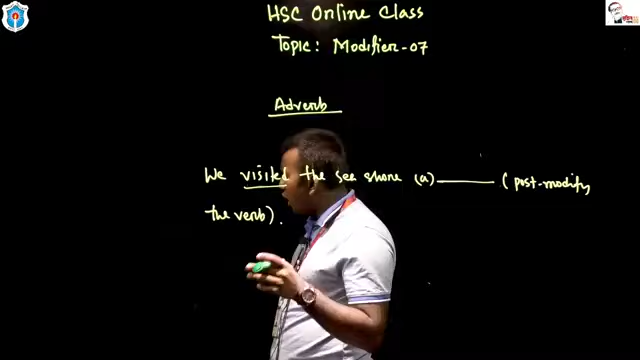 HSC Online Class
Topic: Modifier-07
Adverb
We visited the sea shore (a) ______ (post-modify
the verb).